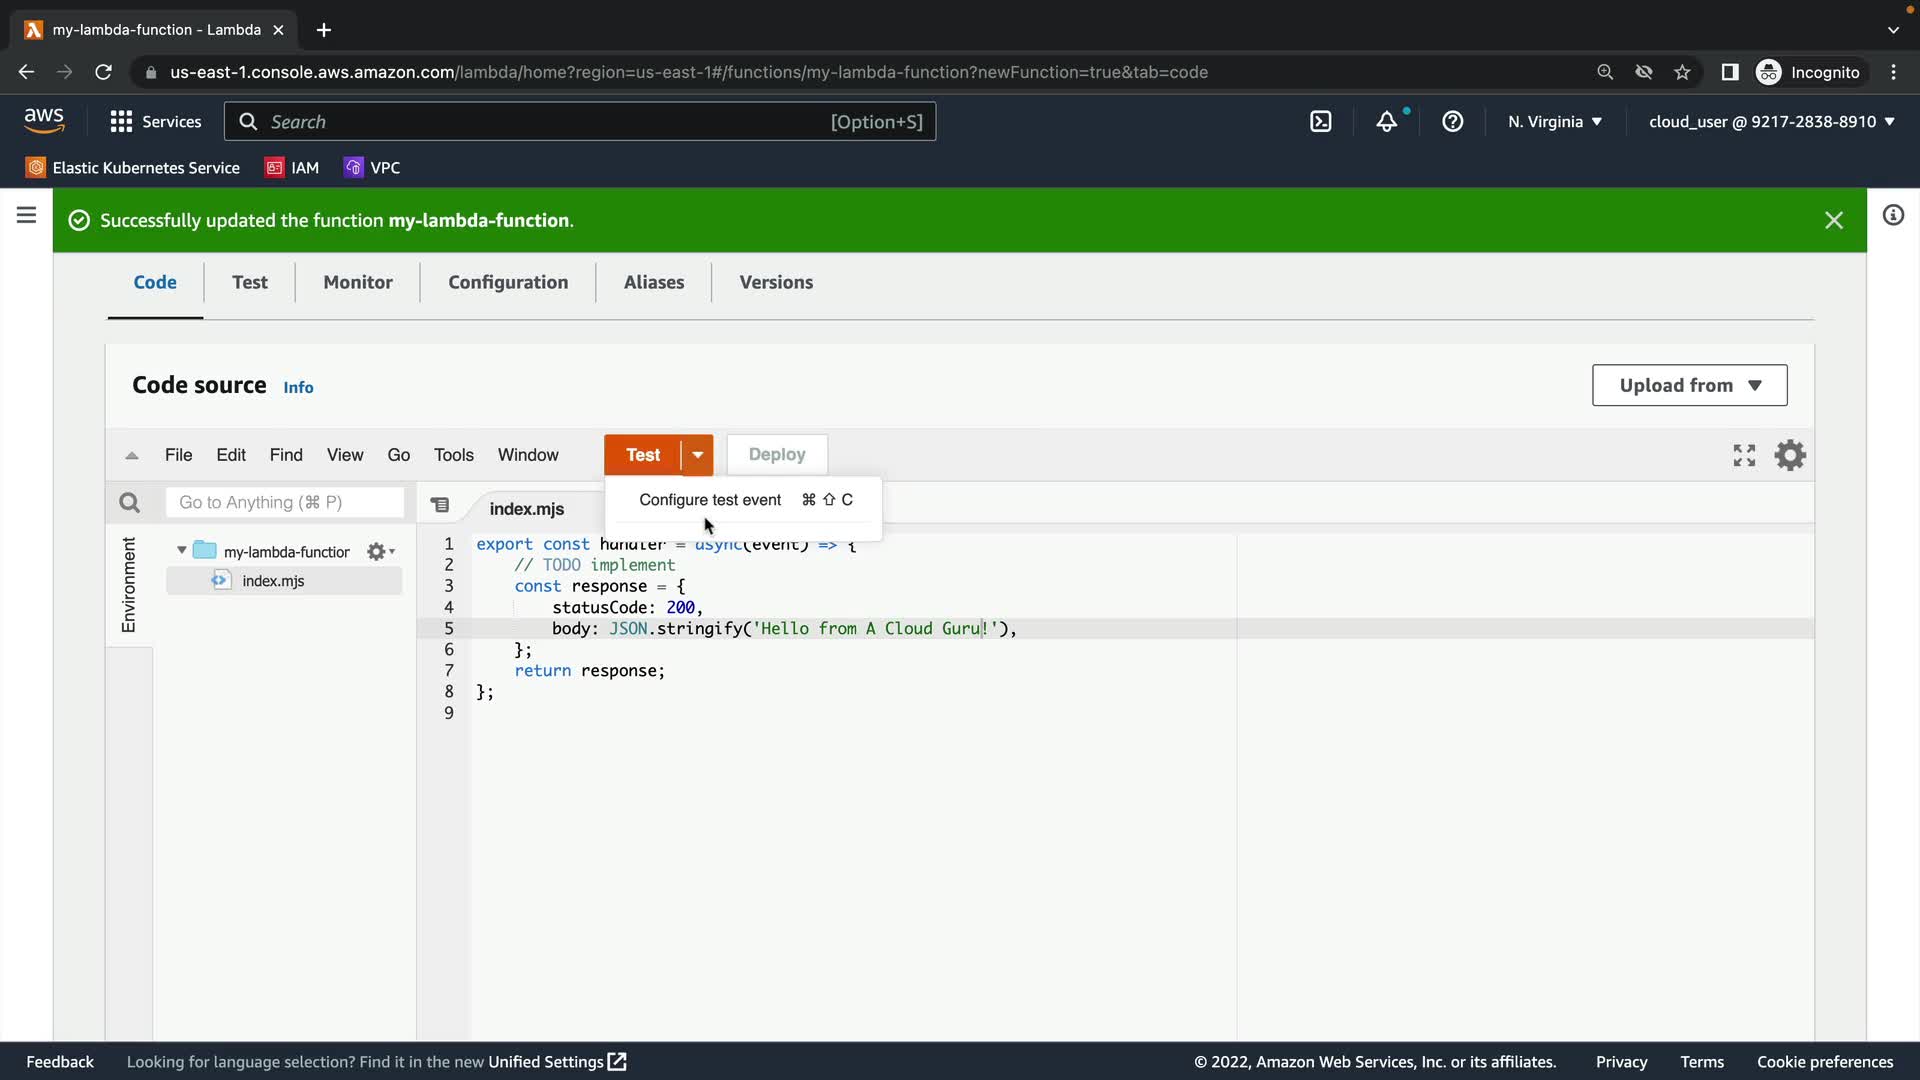 my-lambda-function - Lambda
us-east-1.console.aws.amazon.com/lambda/home?region=us-east-1#/functions/my-lambda-function?newFunction=true&tab=code
Incognito
aws
Services
Search
[Option+S]
N. Virginia
cloud_user @ 9217-2838-8910
Elastic Kubernetes Service
IAM
VPC
Successfully updated the function my-lambda-function.
Code
Test
Monitor
Configuration
Aliases
Versions
Code source
Info
Upload from
File
Edit
Find
View
Go
Tools
Window
Test
Deploy
Go to Anything (⌘ P)
index.mjs
Configure test event ⌘ ⇧ C
Environment
my-lambda-function
index.mjs
1 export const handler = async(event) => {
2 // TODO implement
3 const response = {
4 statusCode: 200,
5 body: JSON.stringify('Hello from A Cloud Guru!'),
6 };
7 return response;
8 };
9
Feedback
Looking for language selection? Find it in the new Unified Settings
© 2022, Amazon Web Services, Inc. or its affiliates.
Privacy
Terms
Cookie preferences